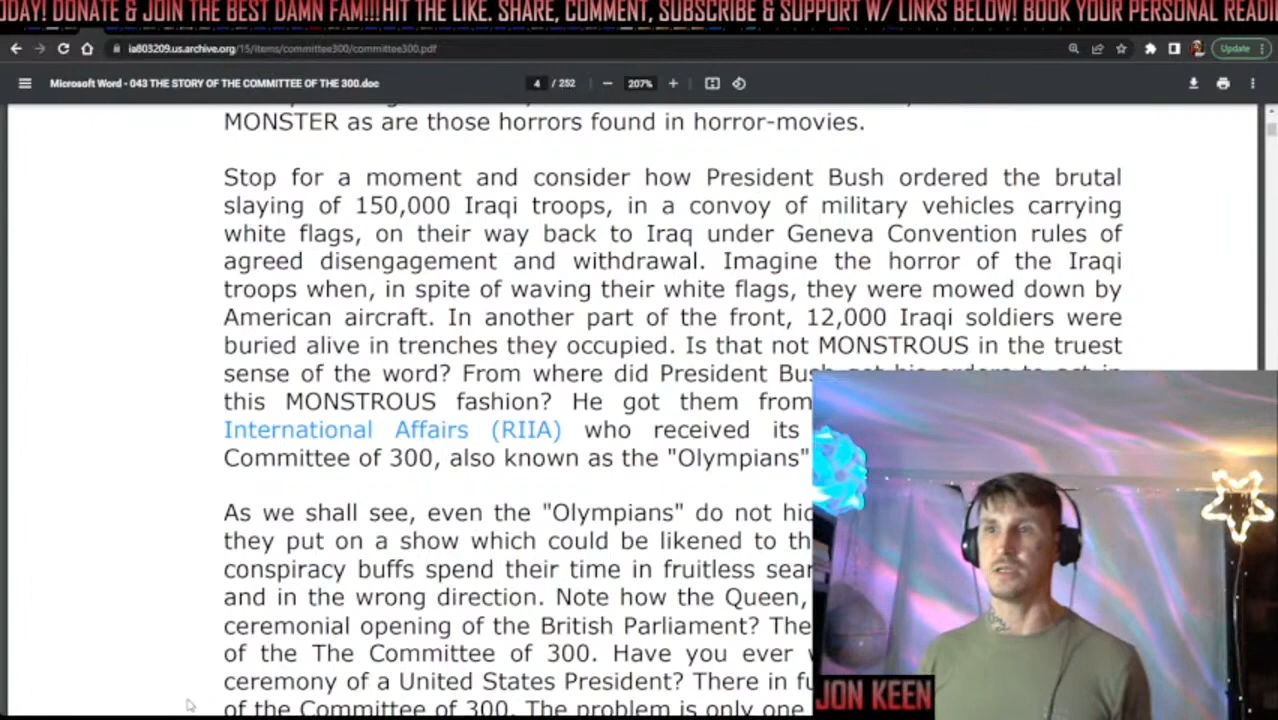 ODAY! DONATE & JOIN THE BEST DAMN FAM!!!HIT THE LIKE. SHARE, COMMENT, SUBSCRIBE & SUPPORT W/ LINKS BELOW! BOOK YOUR PERSONAL READI
ia803209.us.archive.org/15/items/committee300/committee300.pdf
Update
Microsoft Word - 043 THE STORY OF THE COMMITTEE OF THE 300.doc
4 / 252
207%
MONSTER as are those horrors found in horror-movies.
Stop for a moment and consider how President Bush ordered the brutal
slaying of 150,000 Iraqi troops, in a convoy of military vehicles carrying
white flags, on their way back to Iraq under Geneva Convention rules of
agreed disengagement and withdrawal. Imagine the horror of the Iraqi
troops when, in spite of waving their white flags, they were mowed down by
American aircraft. In another part of the front, 12,000 Iraqi soldiers were
buried alive in trenches they occupied. Is that not MONSTROUS in the truest
sense of the word? From where did President Bush
this MONSTROUS fashion? He got them from
International Affairs (RIIA) who received its
Committee of 300, also known as the "Olympians"
As we shall see, even the "Olympians" do not hid
they put on a show which could be likened to th
conspiracy buffs spend their time in fruitless sear
and in the wrong direction. Note how the Queen,
ceremonial opening of the British Parliament? The
of the The Committee of 300. Have you ever
ceremony of a United States President? There in fu
of the Committee of 300. The problem is only one
JON KEEN